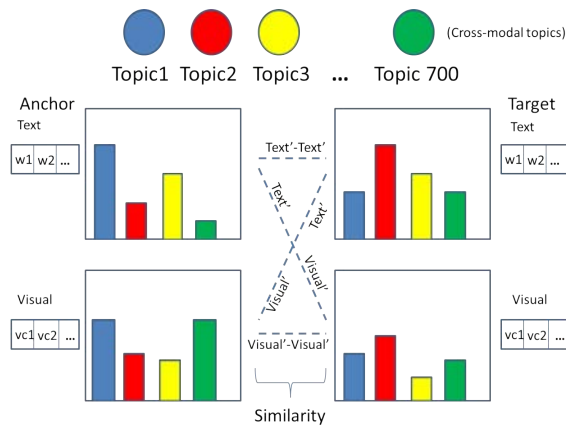 (Cross-modal topics)
Topic1 Topic2 Topic3 ... Topic 700
Anchor
Target
Text
Text
w1 w2 ...
Text'-Text'
w1 w2 ...
Text'
Text'
Visual'
Visual'
Visual
Visual
vc1 vc2 ...
Visual'-Visual'
vc1 vc2 ...
Similarity